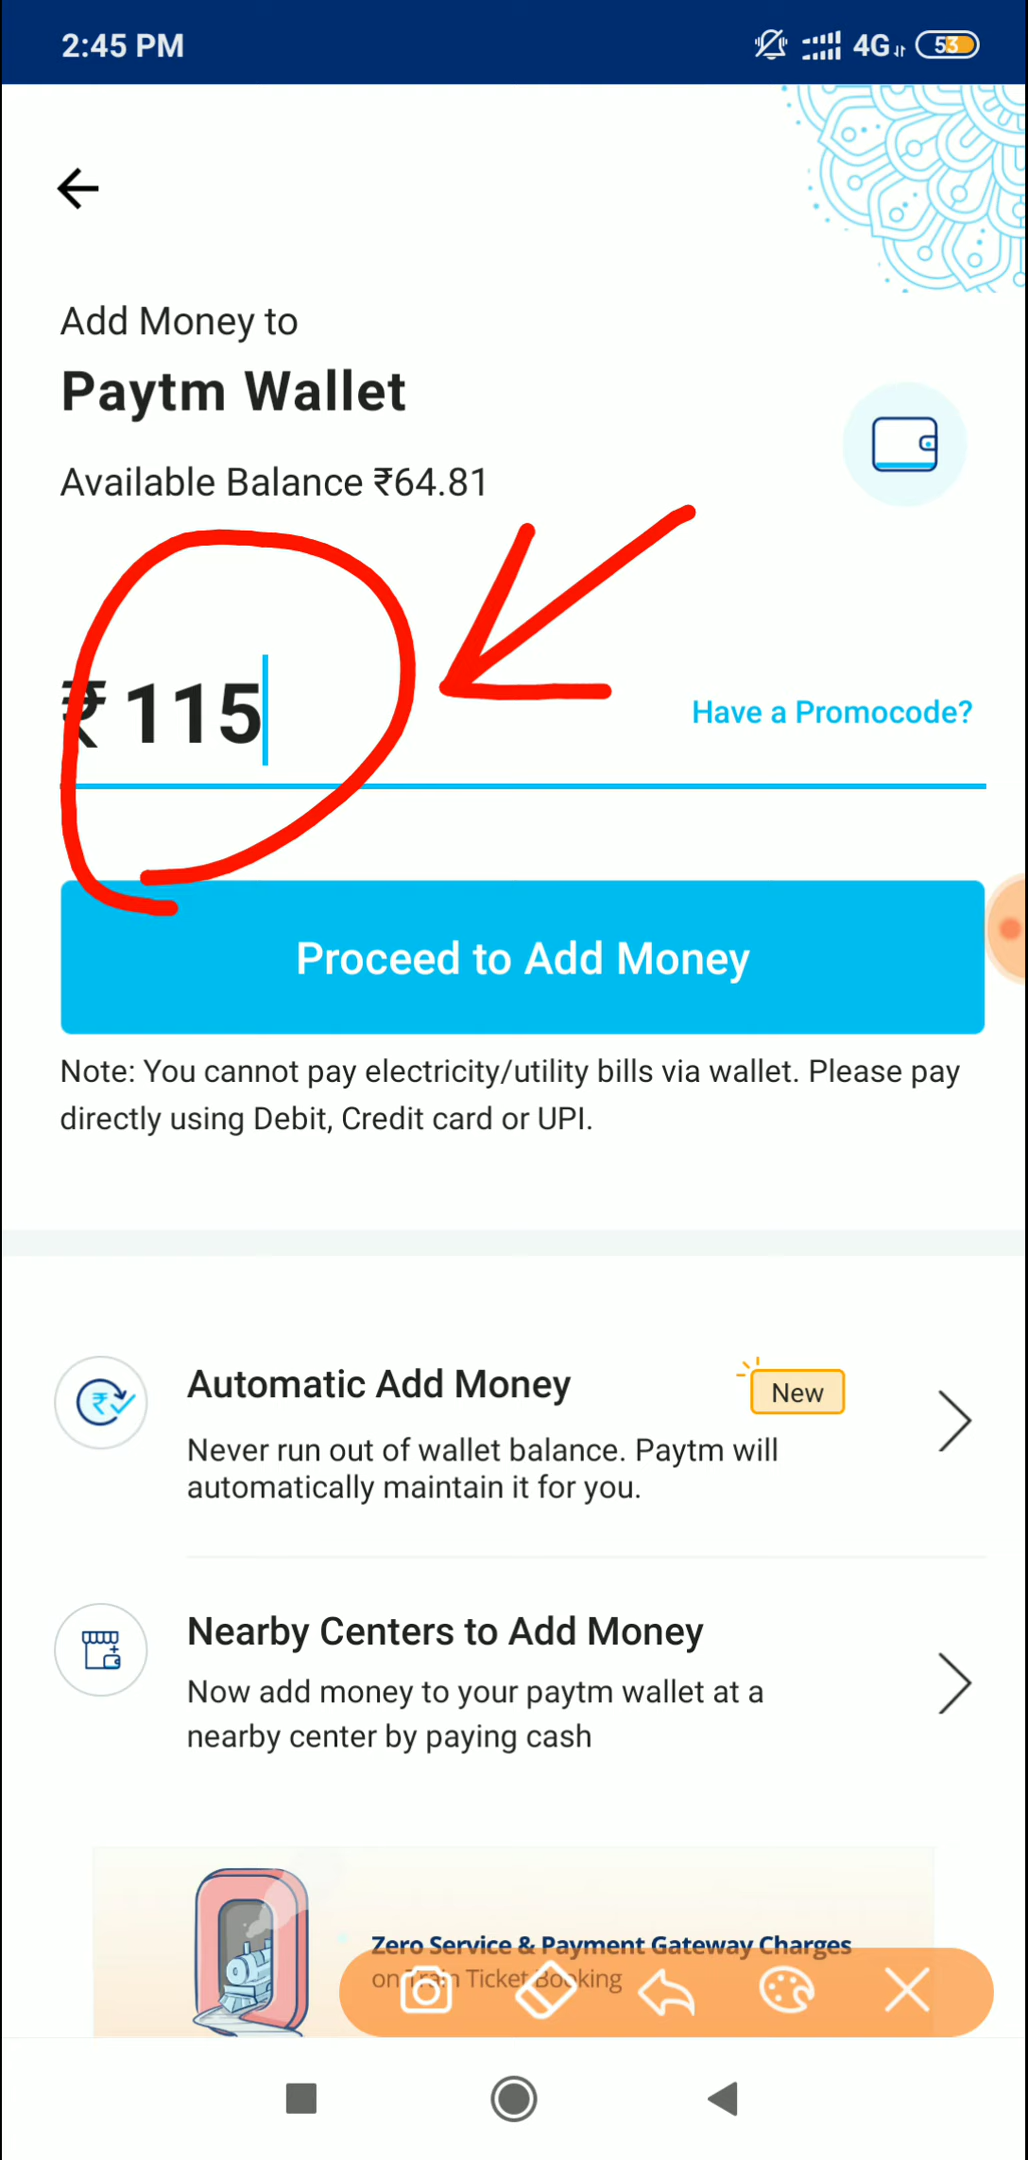 2:45 PM
4G
53
Add Money to
Paytm Wallet
Available Balance ₹64.81
₹ 115
Have a Promocode?
Proceed to Add Money
Note: You cannot pay electricity/utility bills via wallet. Please pay
directly using Debit, Credit card or UPI.
Automatic Add Money
New
Never run out of wallet balance. Paytm will
automatically maintain it for you.
Nearby Centers to Add Money
Now add money to your paytm wallet at a
nearby center by paying cash
Zero Service & Payment Gateway Charges
on Train Ticket Booking